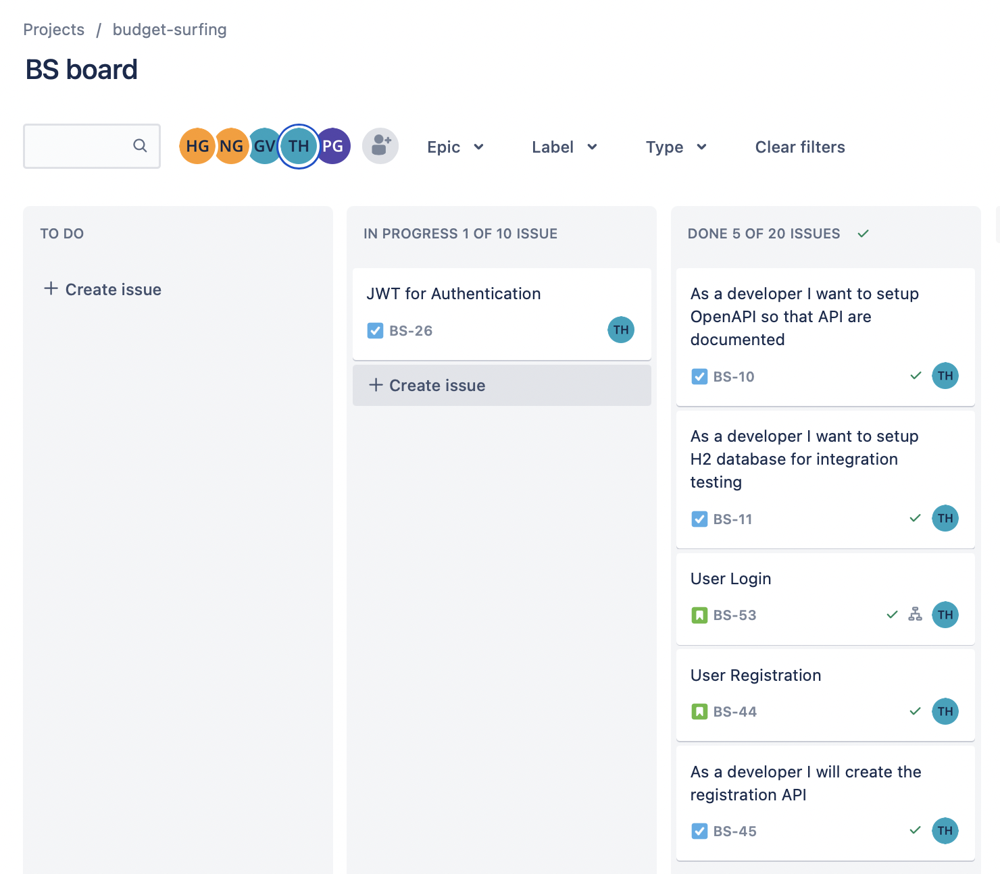 Projects / budget-surfing
BS board
HG NG GV TH PG
Epic Label Type Clear filters
TO DO
+ Create issue
IN PROGRESS 1 OF 10 ISSUE
JWT for Authentication
BS-26 TH
+ Create issue
DONE 5 OF 20 ISSUES
As a developer I want to setup
OpenAPI so that API are
documented
BS-10 TH
As a developer I want to setup
H2 database for integration
testing
BS-11 TH
User Login
BS-53 TH
User Registration
BS-44 TH
As a developer I will create the
registration API
BS-45 TH